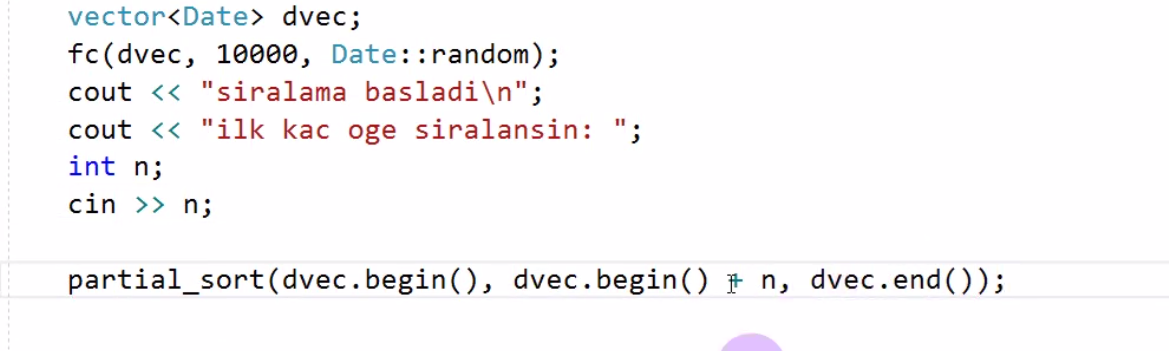 vector<Date> dvec;
fc(dvec, 10000, Date::random);
cout << "siralama basladi\n";
cout << "ilk kac oge siralansin: ";
int n;
cin >> n;
partial_sort(dvec.begin(), dvec.begin() + n, dvec.end());